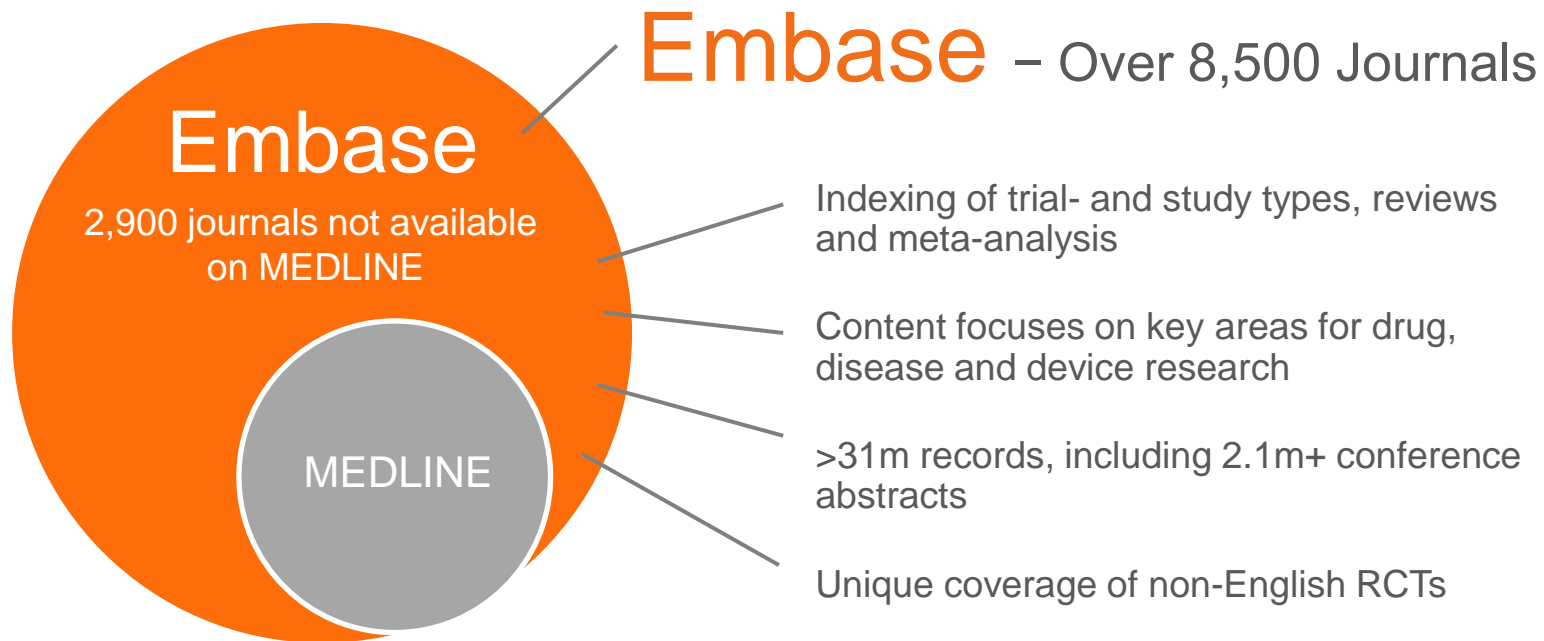 Embase – Over 8,500 Journals
Embase
2,900 journals not available
on MEDLINE
MEDLINE
Indexing of trial- and study types, reviews
and meta-analysis
Content focuses on key areas for drug,
disease and device research
>31m records, including 2.1m+ conference
abstracts
Unique coverage of non-English RCTs